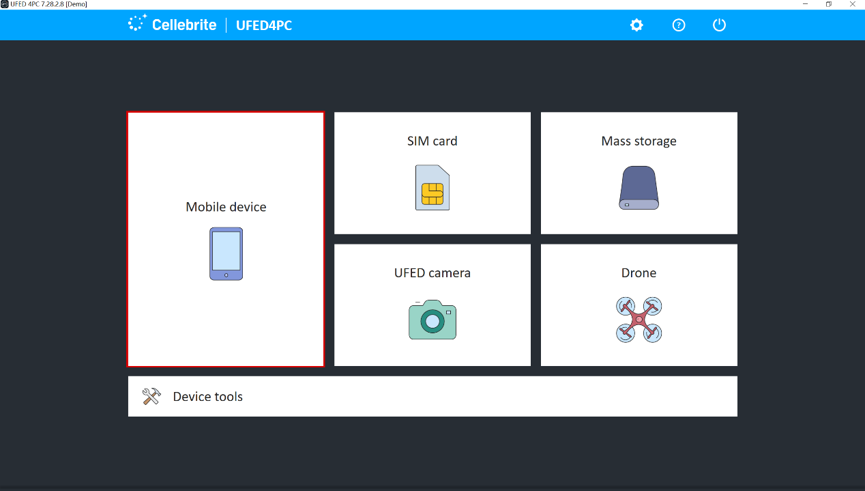 UFED 4PC 7.28.2.8 [Demo]
Cellebrite | UFED4PC
Mobile device
SIM card
Mass storage
UFED camera
Drone
Device tools